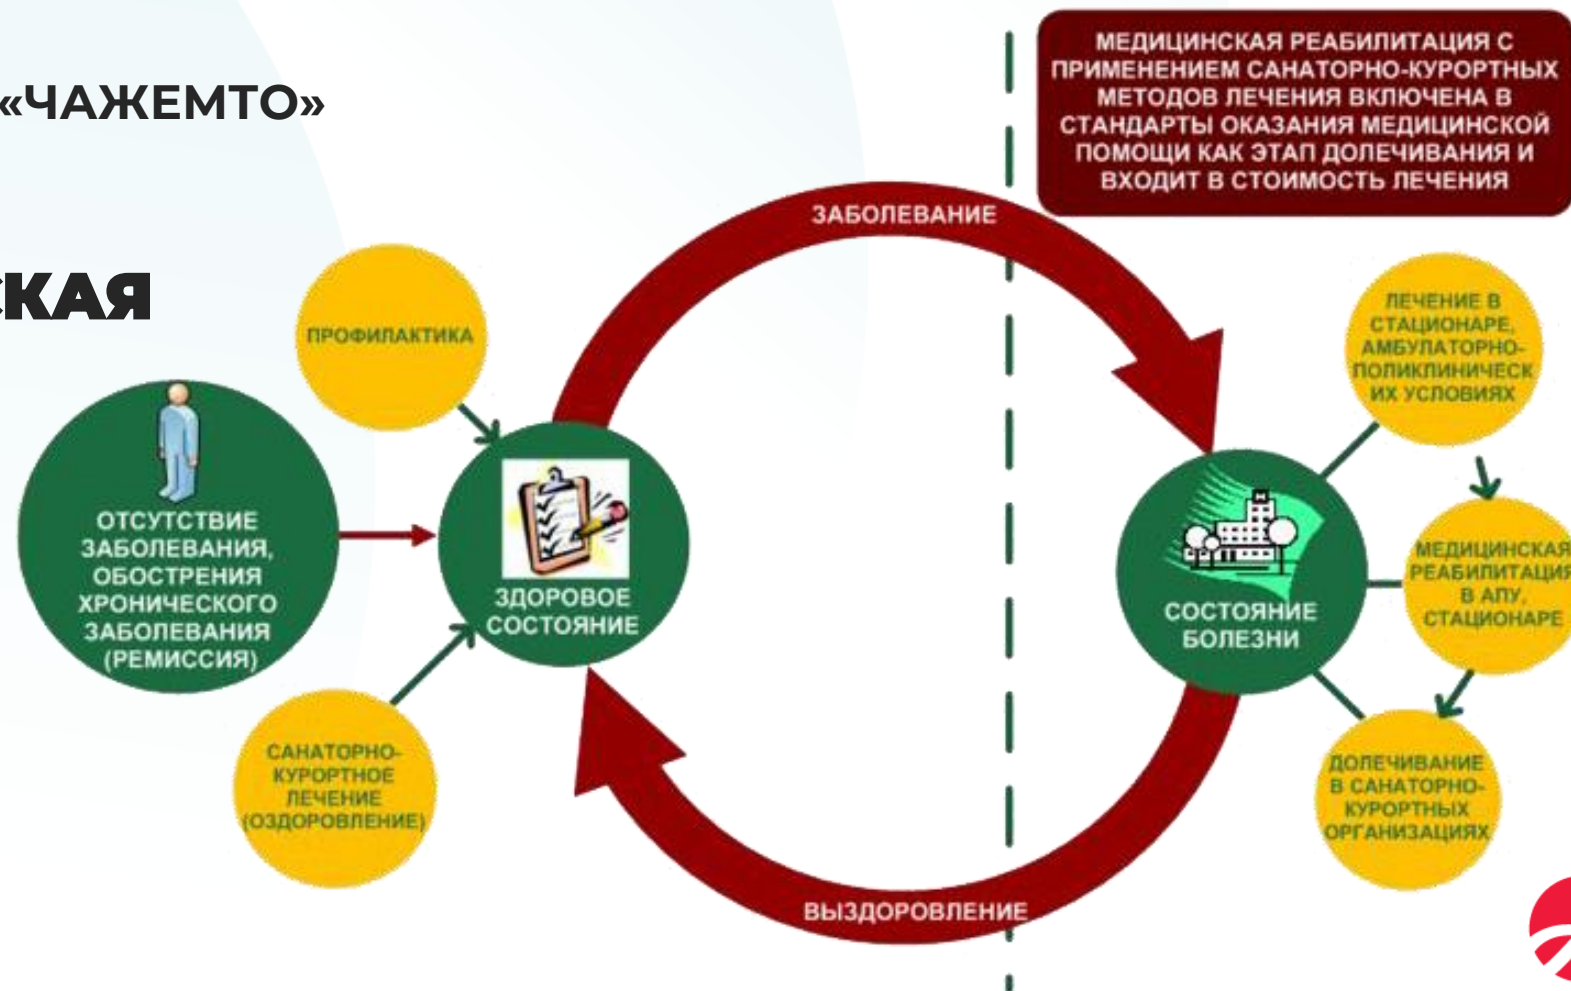 «ЧАЖЕМТО»
СКАЯ
МЕДИЦИНСКАЯ РЕАБИЛИТАЦИЯ С
ПРИМЕНЕНИЕМ САНАТОРНО-КУРОРТНЫХ
МЕТОДОВ ЛЕЧЕНИЯ ВКЛЮЧЕНА В
СТАНДАРТЫ ОКАЗАНИЯ МЕДИЦИНСКОЙ
ПОМОЩИ КАК ЭТАП ДОЛЕЧИВАНИЯ И
ВХОДИТ В СТОИМОСТЬ ЛЕЧЕНИЯ
ЗАБОЛЕВАНИЕ
ПРОФИЛАКТИКА
ОТСУТСТВИЕ
ЗАБОЛЕВАНИЯ,
ОБОСТРЕНИЯ
ХРОНИЧЕСКОГО
ЗАБОЛЕВАНИЯ
(РЕМИССИЯ)
ЗДОРОВОЕ
СОСТОЯНИЕ
САНАТОРНО-
КУРОРТНОЕ
ЛЕЧЕНИЕ
(ОЗДОРОВЛЕНИЕ)
ЛЕЧЕНИЕ В
СТАЦИОНАРЕ,
АМБУЛАТОРНО-
ПОЛИКЛИНИЧЕСК
ИХ УСЛОВИЯХ
СОСТОЯНИЕ
БОЛЕЗНИ
МЕДИЦИНСКАЯ
РЕАБИЛИТАЦИЯ
В АПУ,
СТАЦИОНАРЕ
ДОЛЕЧИВАНИЕ
В САНАТОРНО-
КУРОРТНЫХ
ОРГАНИЗАЦИЯХ
ВЫЗДОРОВЛЕНИЕ